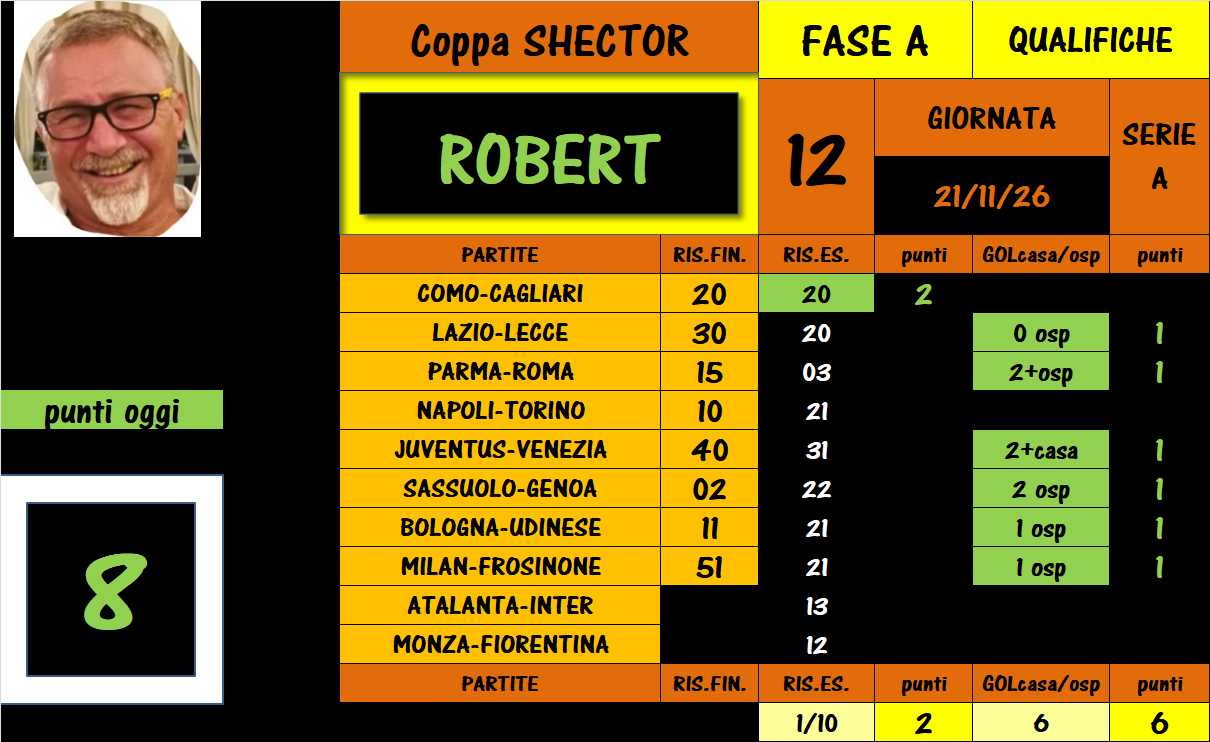 Coppa SHECTOR FASE A QUALIFICHE
ROBERT 12 GIORNATA SERIE A
21/11/26
PARTITE RIS.FIN. RIS.ES. punti GOLcasa/osp punti
COMO-CAGLIARI 20 20 2
LAZIO-LECCE 30 20 0 osp 1
PARMA-ROMA 15 03 2+osp 1
punti oggi
NAPOLI-TORINO 10 21
JUVENTUS-VENEZIA 40 31 2+casa 1
SASSUOLO-GENOA 02 22 2 osp 1
BOLOGNA-UDINESE 11 21 1 osp 1
MILAN-FROSINONE 51 21 1 osp 1
8
ATALANTA-INTER 13
MONZA-FIORENTINA 12
PARTITE RIS.FIN. RIS.ES. punti GOLcasa/osp punti
1/10 2 6 6